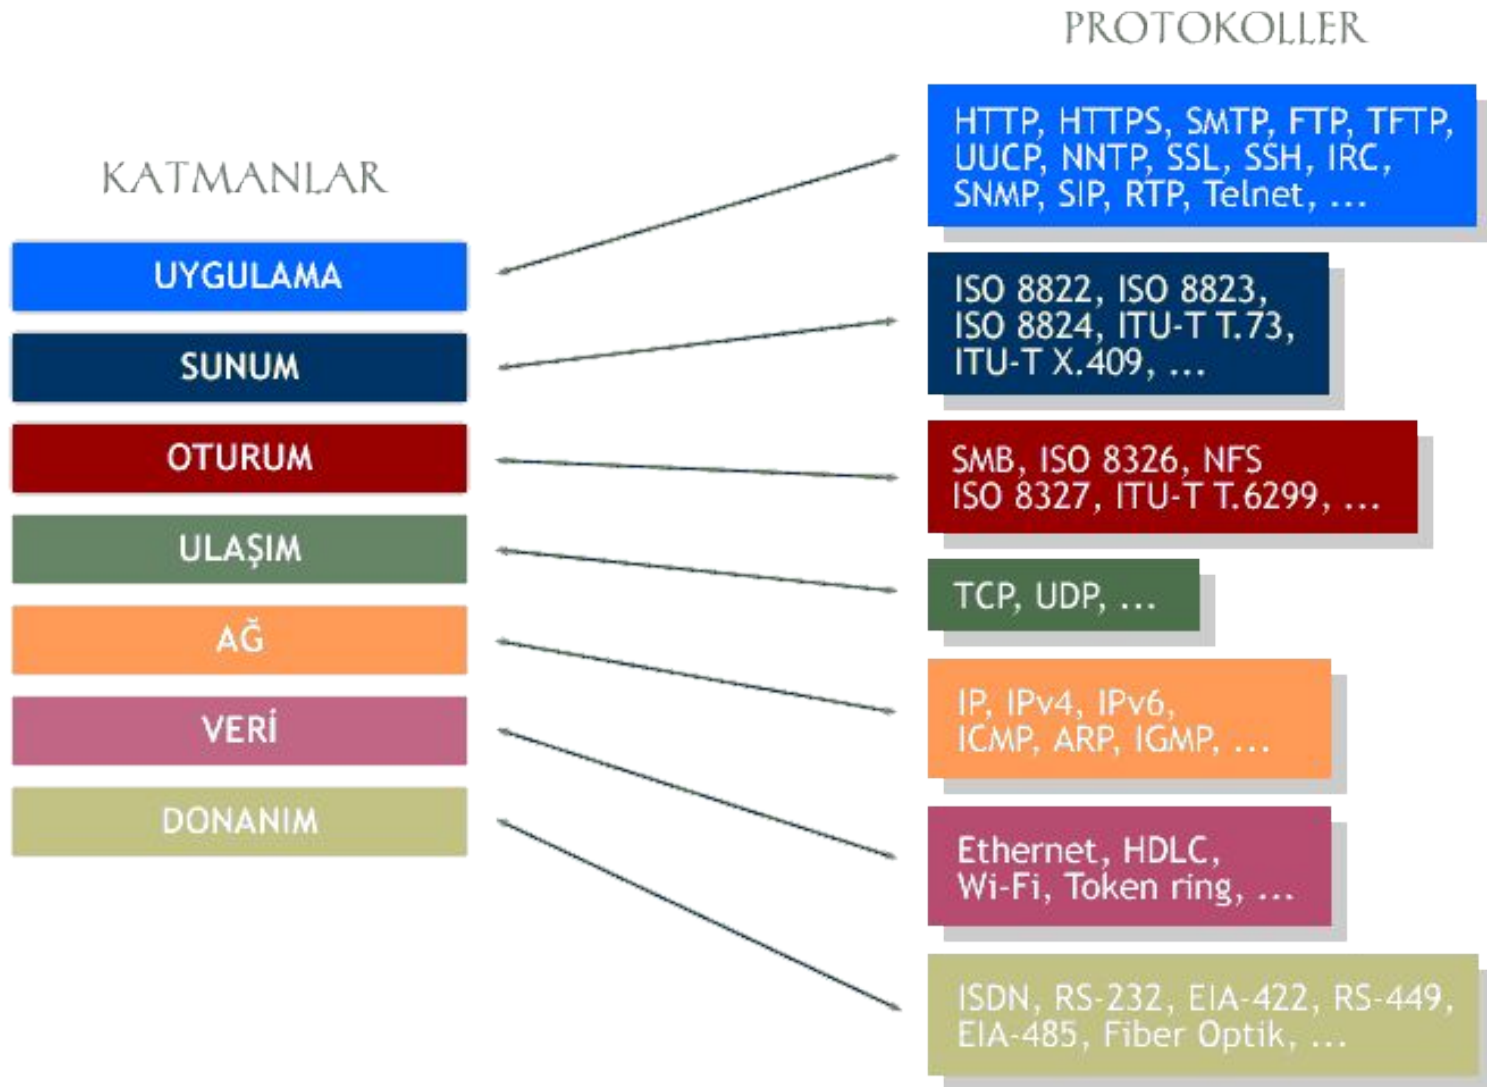 PROTOKOLLER
KATMANLAR
UYGULAMA
SUNUM
OTURUM
ULAŞIM
AĞ
VERİ
DONANIM
HTTP, HTTPS, SMTP, FTP, TFTP,
UUCP, NNTP, SSL, SSH, IRC,
SNMP, SIP, RTP, Telnet, ...
ISO 8822, ISO 8823,
ISO 8824, ITU-T T.73,
ITU-T X.409, ...
SMB, ISO 8326, NFS
ISO 8327, ITU-T T.6299, ...
TCP, UDP, ...
IP, IPv4, IPv6,
ICMP, ARP, IGMP, ...
Ethernet, HDLC,
Wi-Fi, Token ring, ...
ISDN, RS-232, EIA-422, RS-449,
EIA-485, Fiber Optik, ...